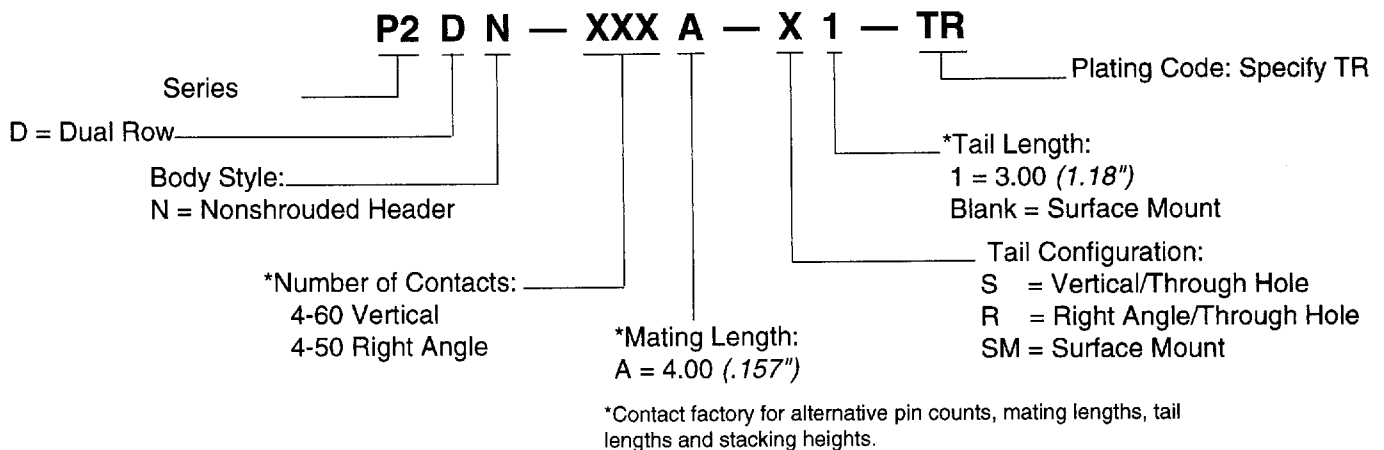 P2 D N — XXX A — X 1 — TR
Series
Plating Code: Specify TR
D = Dual Row
*Tail Length:
1 = 3.00 (1.18")
Blank = Surface Mount
Body Style:
N = Nonshrouded Header
Tail Configuration:
S = Vertical/Through Hole
R = Right Angle/Through Hole
SM = Surface Mount
*Number of Contacts:
4-60 Vertical
4-50 Right Angle
*Mating Length:
A = 4.00 (.157")
*Contact factory for alternative pin counts, mating lengths, tail
lengths and stacking heights.